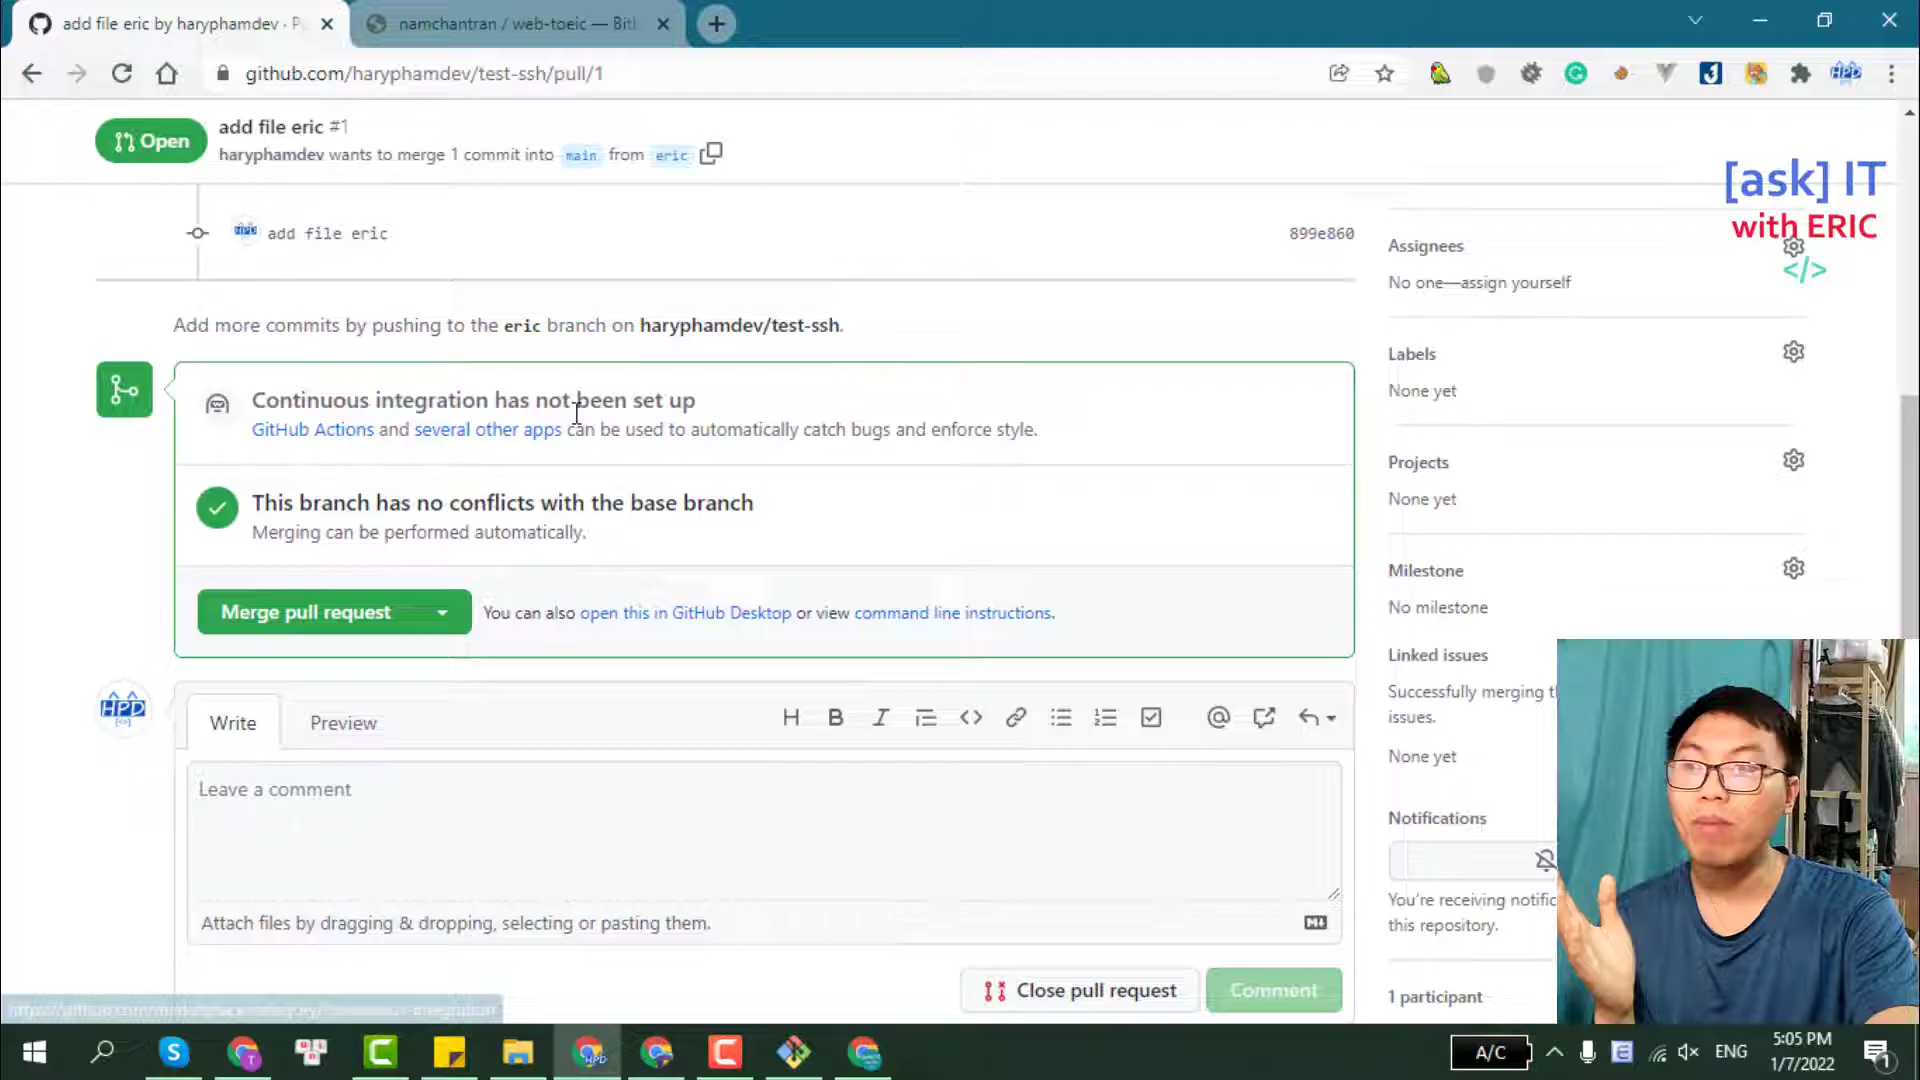 add file eric by haryphamdev · P
namchantran / web-toeic — Bit
github.com/haryphamdev/test-ssh/pull/1
Open
add file eric #1
haryphamdev wants to merge 1 commit into main from eric
[ask] IT
with ERIC
</>
add file eric
899e860
Add more commits by pushing to the eric branch on haryphamdev/test-ssh.
Continuous integration has not been set up
GitHub Actions and several other apps can be used to automatically catch bugs and enforce style.
This branch has no conflicts with the base branch
Merging can be performed automatically.
Merge pull request
You can also open this in GitHub Desktop or view command line instructions.
HPD
Write
Preview
Leave a comment
Attach files by dragging & dropping, selecting or pasting them.
Close pull request
Comment
Assignees
No one—assign yourself
Labels
None yet
Projects
None yet
Milestone
No milestone
Linked issues
Successfully merging t
issues.
None yet
Notifications
You're receiving notific
this repository.
1 participant
A/C
ENG
5:05 PM
1/7/2022
1